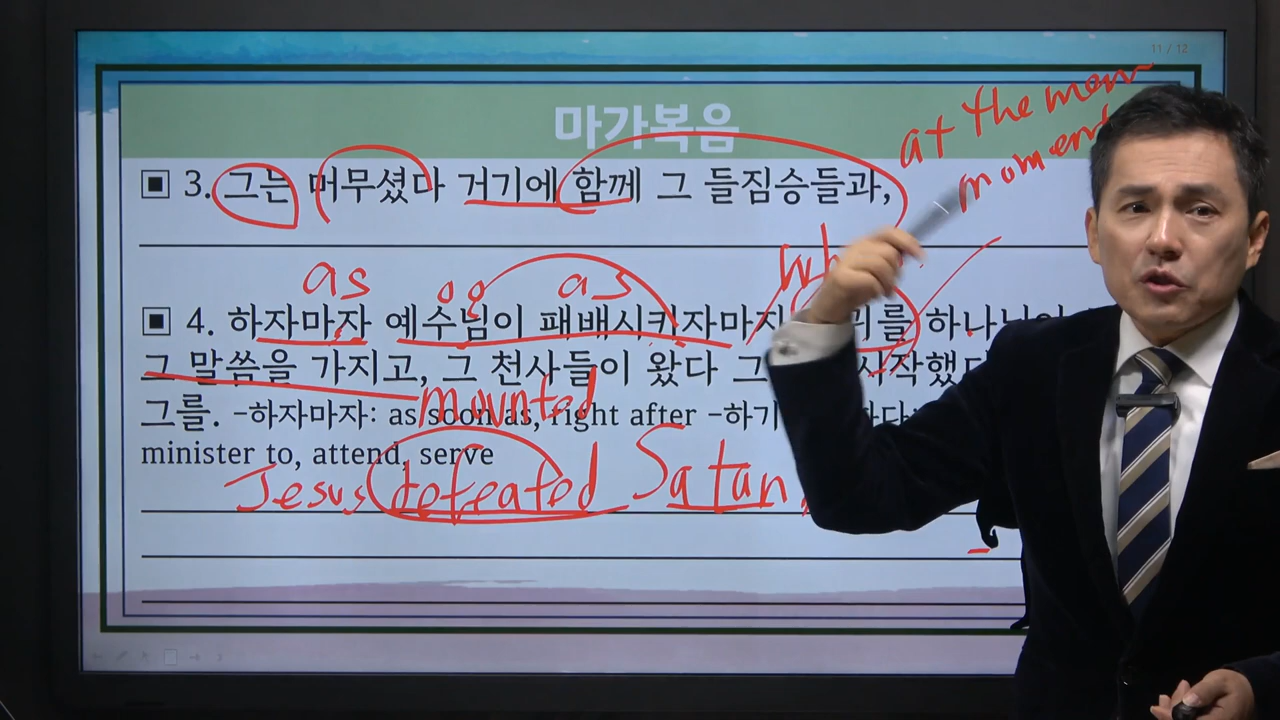 11 / 12
마가복음
at the mom
moment
▣ 3. 그는 머무셨다 거기에 함께 그 들짐승들과,
as as
▣ 4. 하자마자 예수님이 패배시키자마자
그 말씀을 가지고, 그 천사들이 왔다 그 시작했다
mounted
그를. -하자마자: as soon as, right after -하기
minister to, attend, serve
Jesus defeated Satan